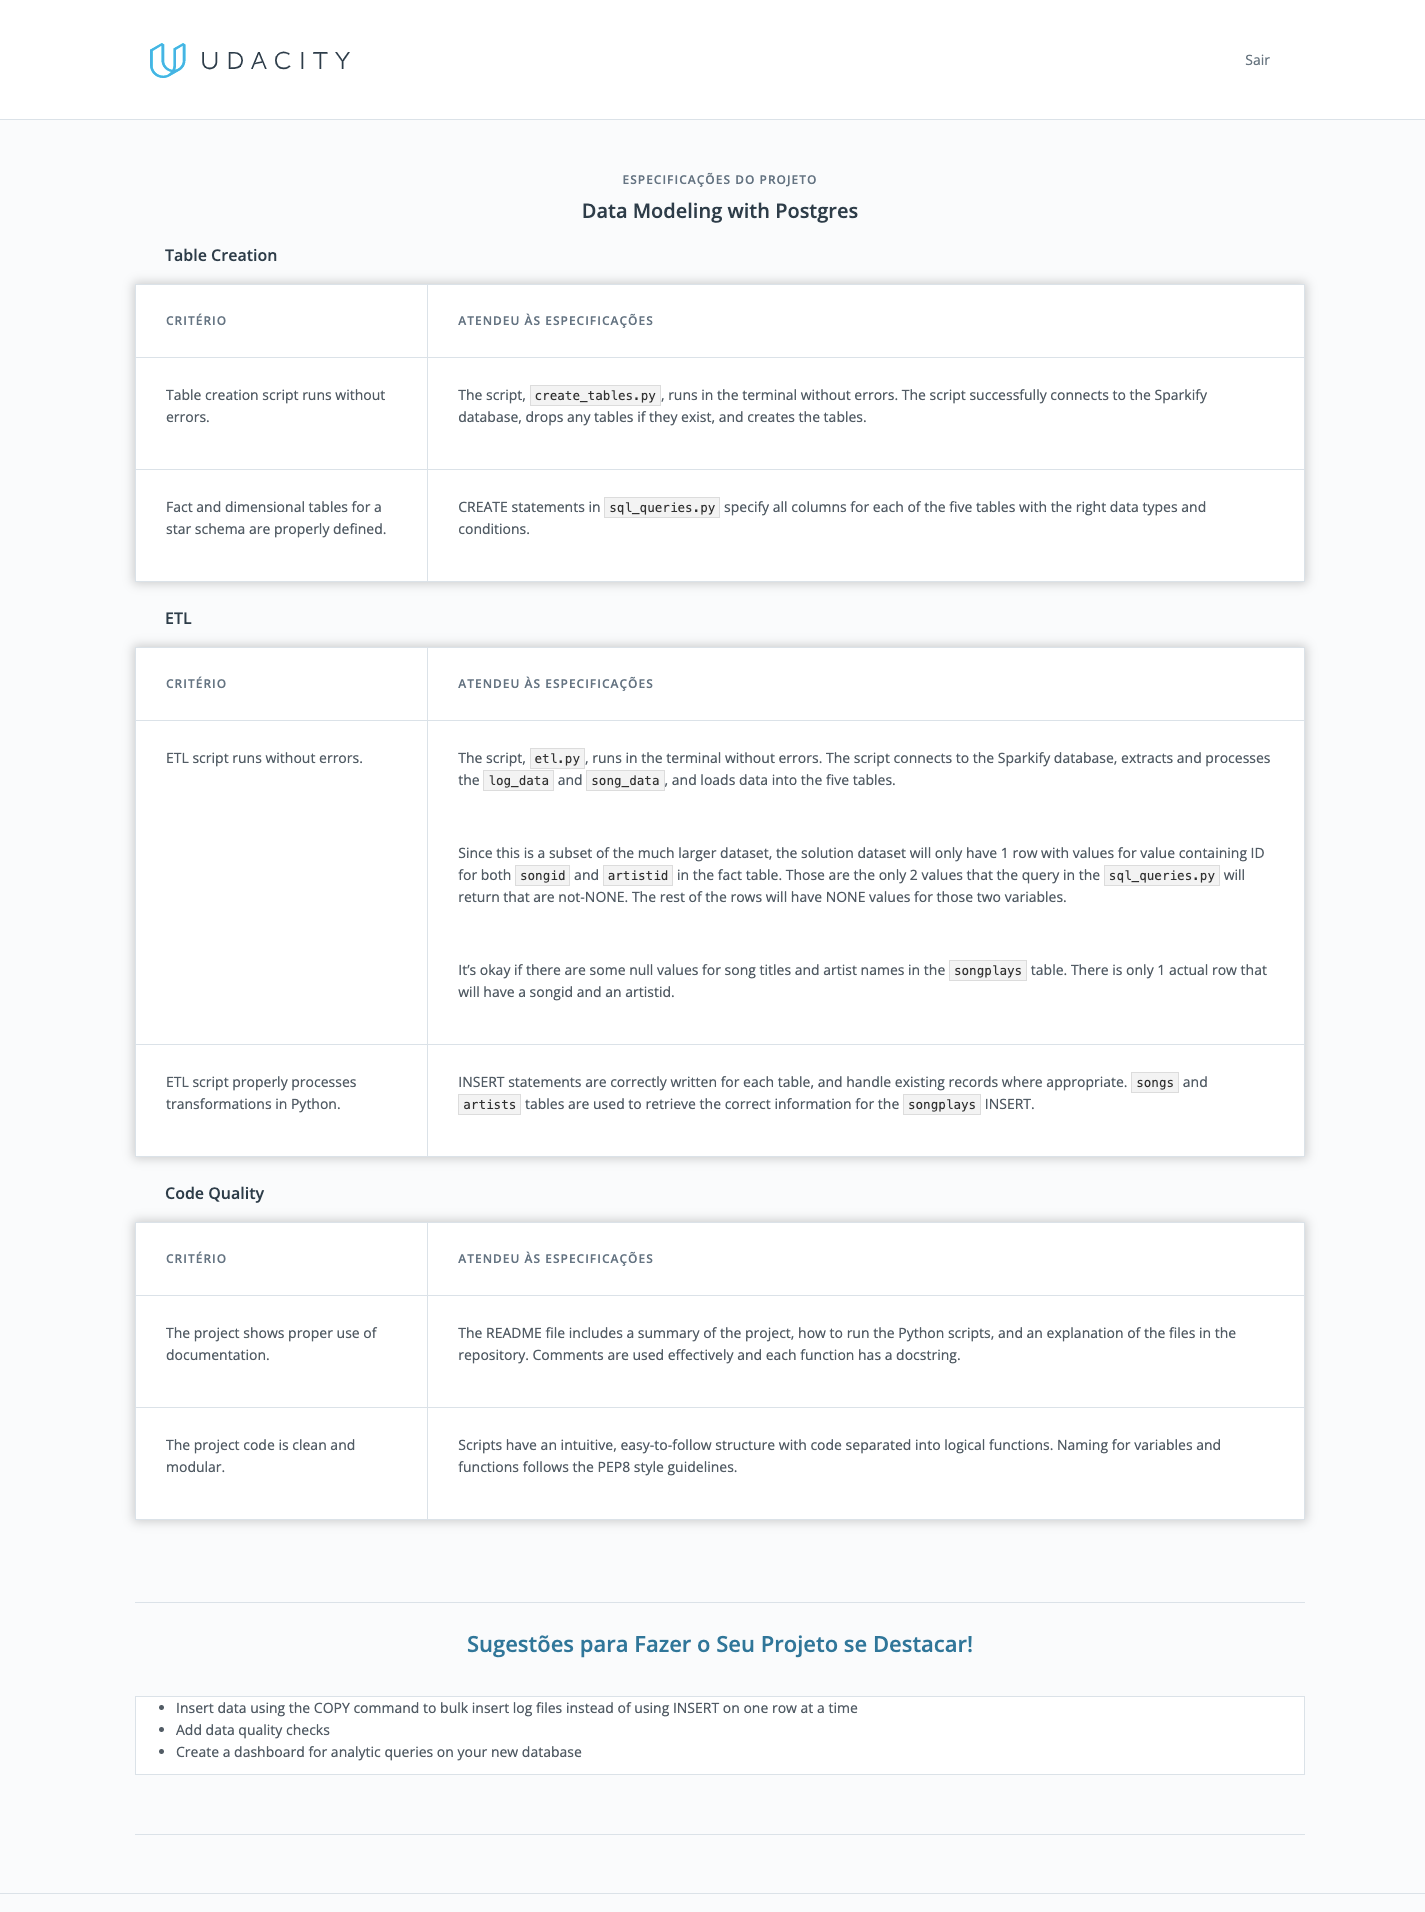 UDACITY
Sair
ESPECIFICAÇÕES DO PROJETO
Data Modeling with Postgres
Table Creation
CRITÉRIO
ATENDEU ÀS ESPECIFICAÇÕES
Table creation script runs without
errors.
The script, create_tables.py, runs in the terminal without errors. The script successfully connects to the Sparkify
database, drops any tables if they exist, and creates the tables.
Fact and dimensional tables for a
star schema are properly defined.
CREATE statements in sql_queries.py specify all columns for each of the five tables with the right data types and
conditions.
ETL
CRITÉRIO
ATENDEU ÀS ESPECIFICAÇÕES
ETL script runs without errors.
The script, etl.py, runs in the terminal without errors. The script connects to the Sparkify database, extracts and processes
the log_data and song_data, and loads data into the five tables.
Since this is a subset of the much larger dataset, the solution dataset will only have 1 row with values for value containing ID
for both songid and artistid in the fact table. Those are the only 2 values that the query in the sql_queries.py will
return that are not-NONE. The rest of the rows will have NONE values for those two variables.
It’s okay if there are some null values for song titles and artist names in the songplays table. There is only 1 actual row that
will have a songid and an artistid.
ETL script properly processes
transformations in Python.
INSERT statements are correctly written for each table, and handle existing records where appropriate. songs and
artists tables are used to retrieve the correct information for the songplays INSERT.
Code Quality
CRITÉRIO
ATENDEU ÀS ESPECIFICAÇÕES
The project shows proper use of
documentation.
The README file includes a summary of the project, how to run the Python scripts, and an explanation of the files in the
repository. Comments are used effectively and each function has a docstring.
The project code is clean and
modular.
Scripts have an intuitive, easy-to-follow structure with code separated into logical functions. Naming for variables and
functions follows the PEP8 style guidelines.
Sugestões para Fazer o Seu Projeto se Destacar!
• Insert data using the COPY command to bulk insert log files instead of using INSERT on one row at a time
• Add data quality checks
• Create a dashboard for analytic queries on your new database